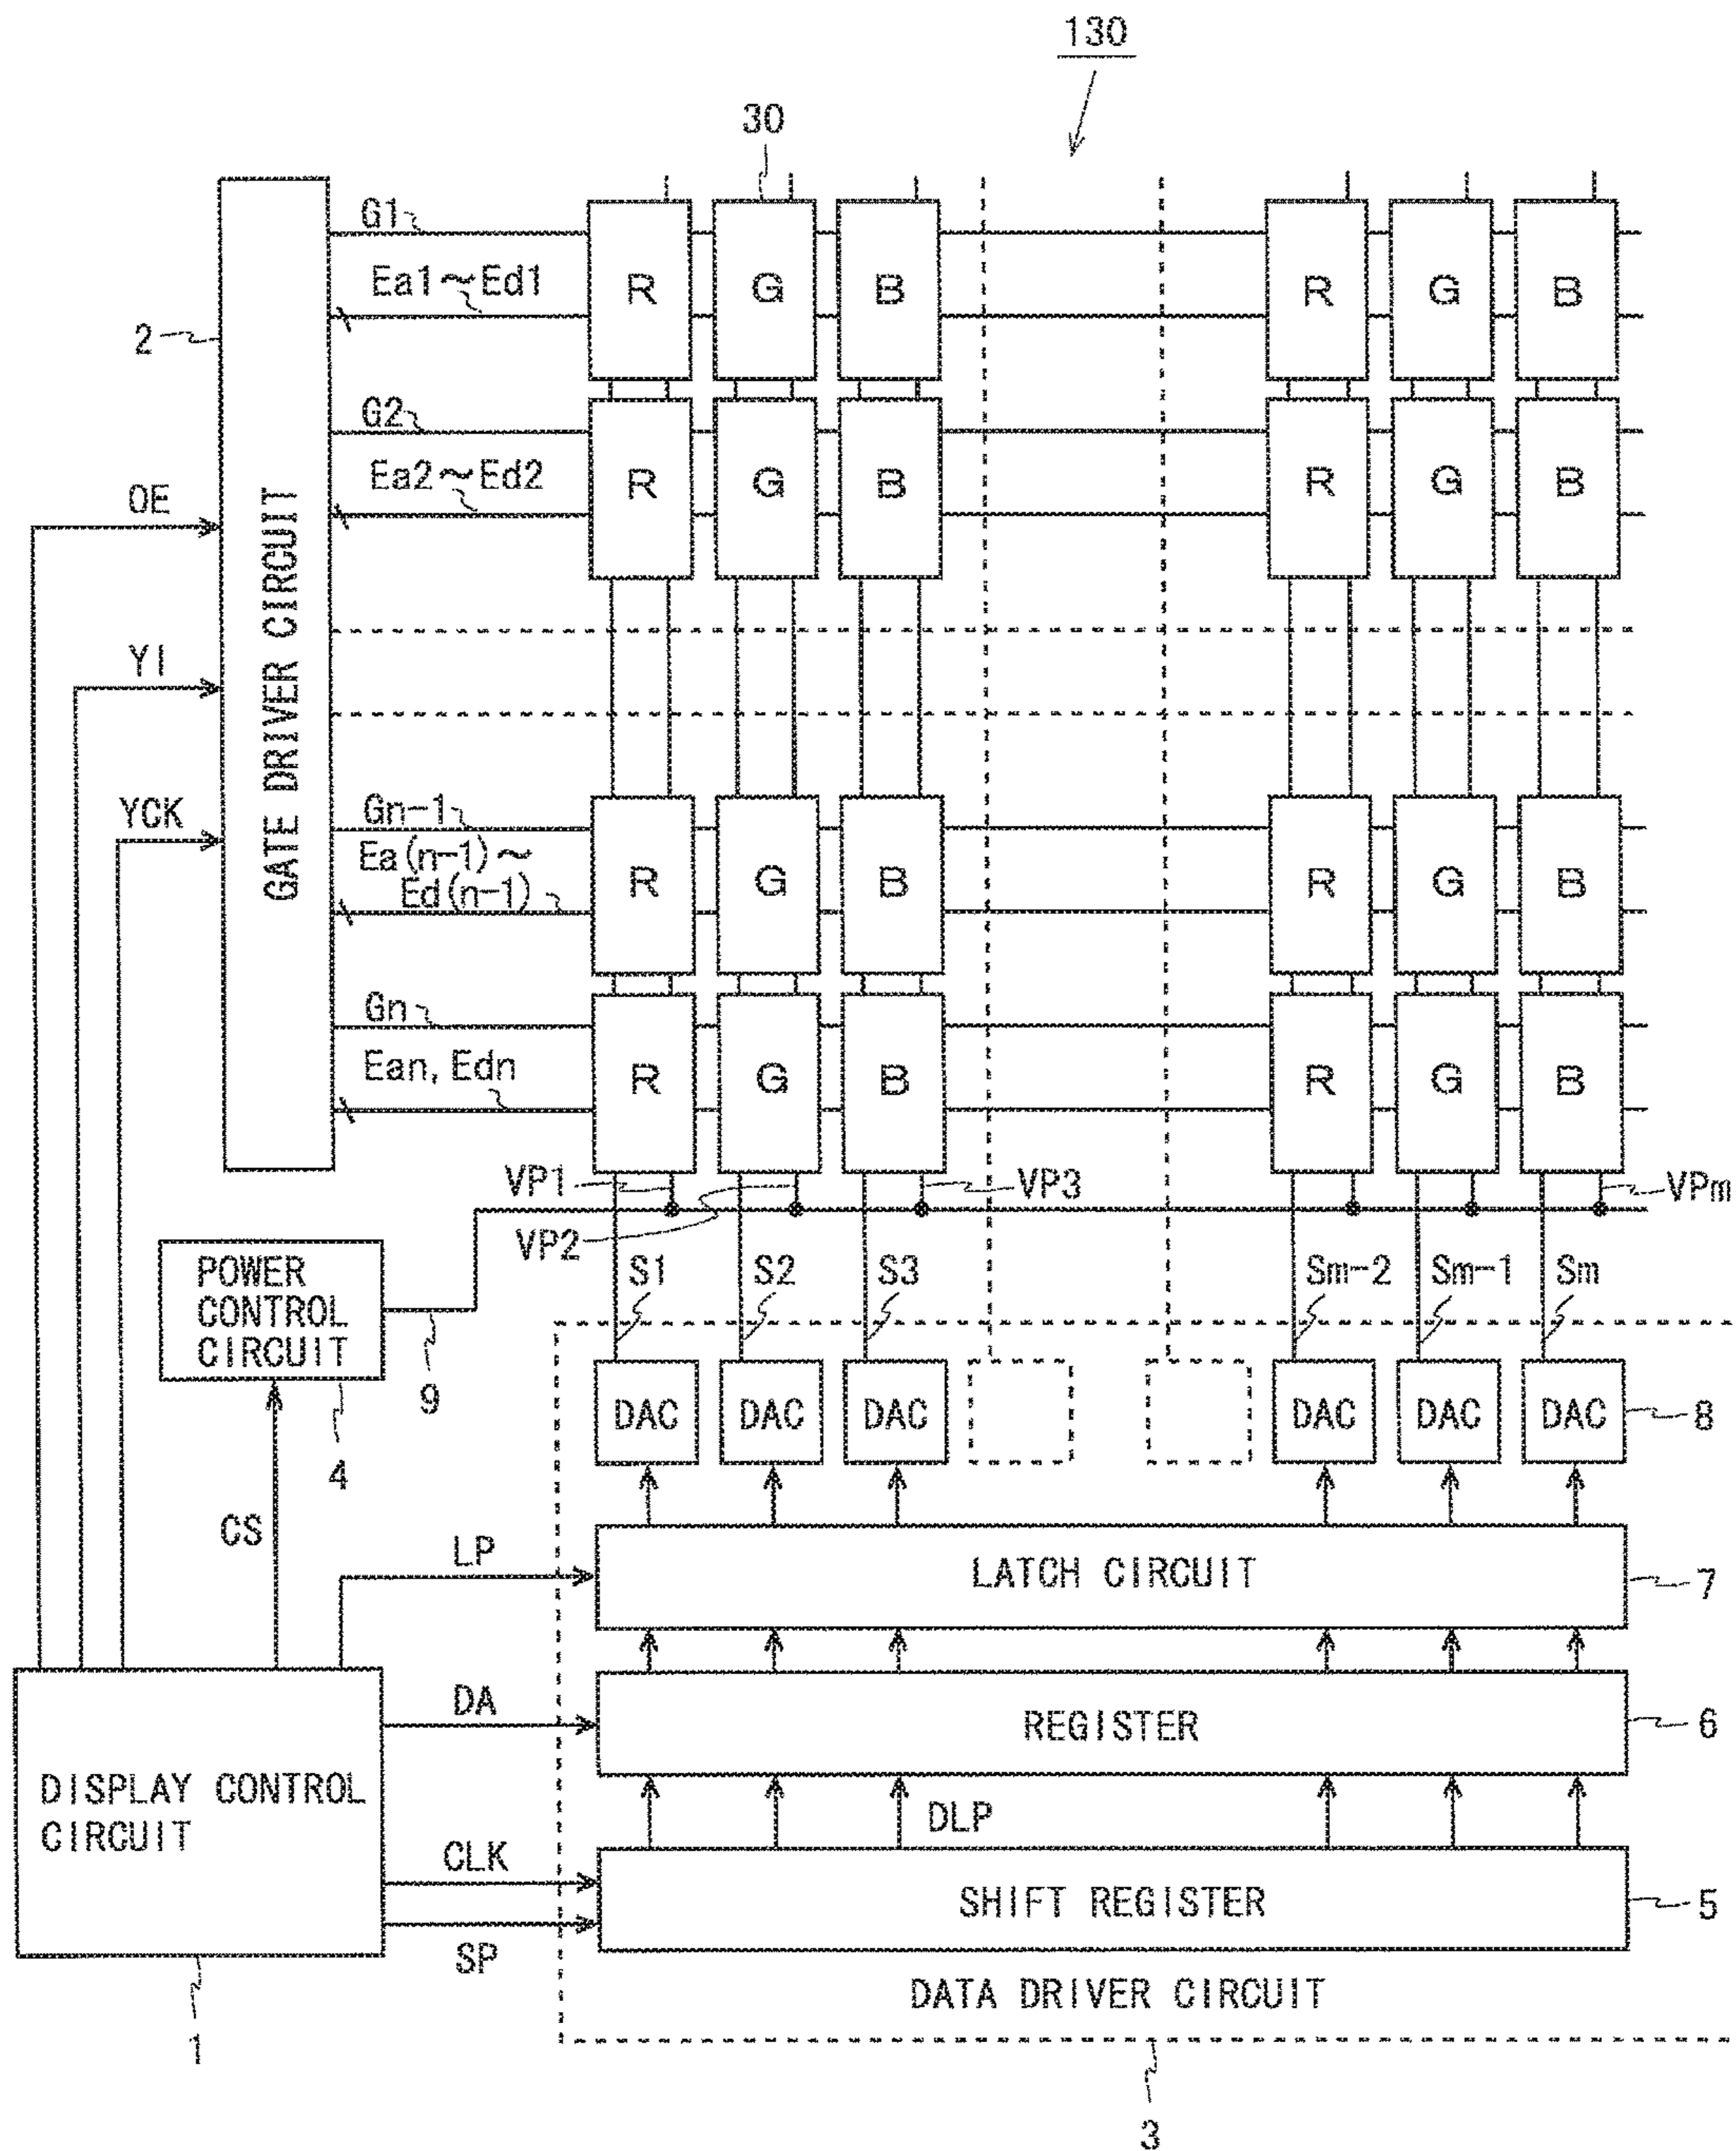 130
30
G1
Ea1～Ed1
R G B R G B
2
G2
Ea2～Ed2
R G B R G B
OE
GATE DRIVER CIRCUIT
YI
YCK
Gn-1
Ea(n-1)～
Ed(n-1)
R G B R G B
Gn
Ean, Edn
R G B R G B
VP1
VP2
VP3
VPm
POWER
CONTROL
CIRCUIT
S1 S2 S3 Sm-2 Sm-1 Sm
9
4
DAC DAC DAC DAC DAC DAC
8
CS
LP
LATCH CIRCUIT
7
DA
REGISTER
6
DISPLAY CONTROL
CIRCUIT
DLP
CLK
SP
SHIFT REGISTER
5
DATA DRIVER CIRCUIT
1
3